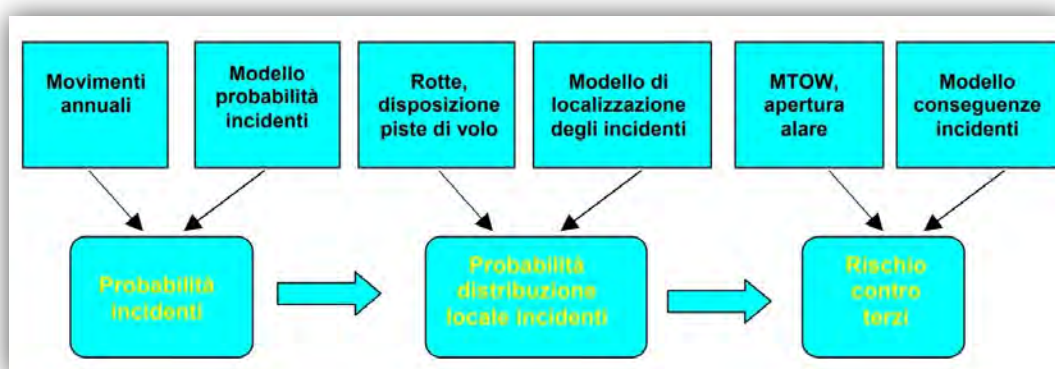 Movimenti
annuali
Modello
probabilità
incidenti
Rotte,
disposizione
piste di volo
Modello di
localizzazione
degli incidenti
MTOW,
apertura
alare
Modello
conseguenze
incidenti
Probabilità
incidenti
Probabilità
distribuzione
locale incidenti
Rischio
contro
terzi